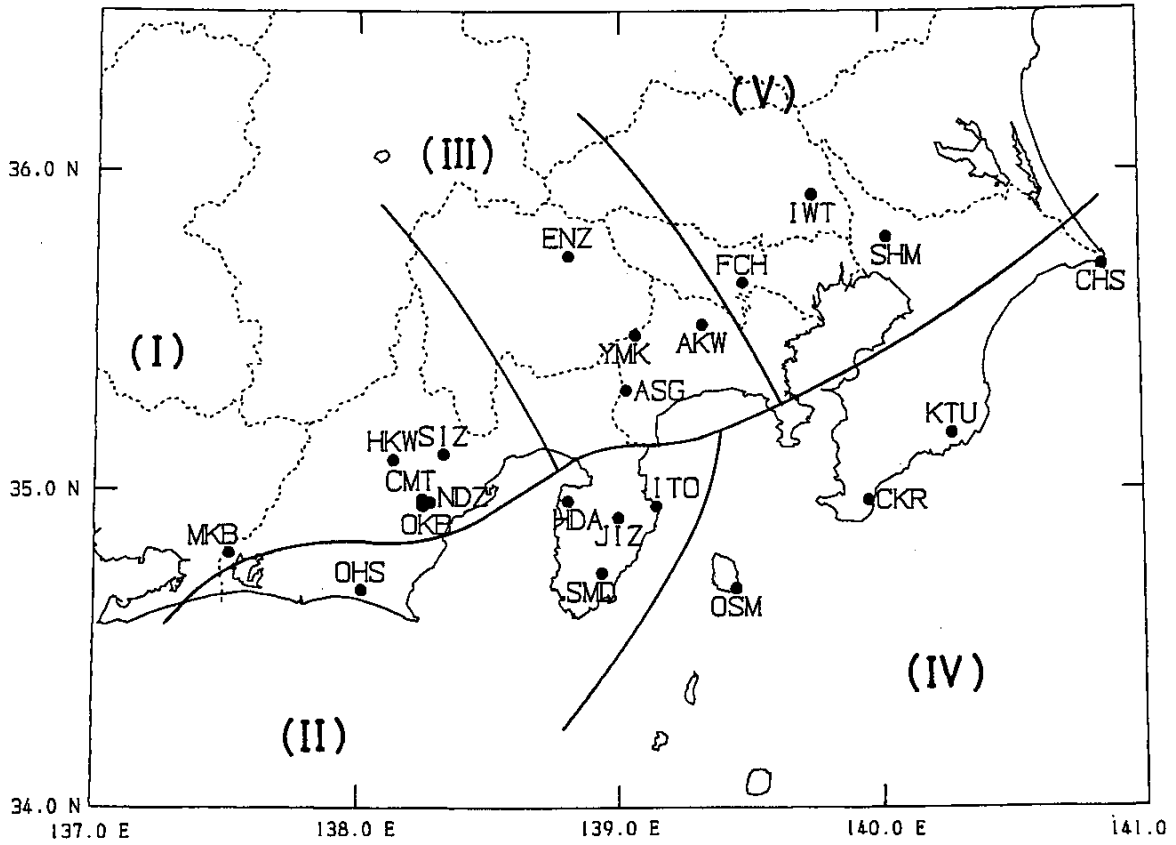 (V)
(III)
36.0 N
IWT
ENZ
SHM
FCH
CHS
(I)
YMK
AKW
ASG
KTU
HKW
SIZ
35.0 N
CMT
NDZ
ITO
CKR
OKB
HDA
JIZ
MKB
OHS
SMD
OSM
(IV)
(II)
34.0 N
137.0 E
138.0 E
139.0 E
140.0 E
141.0